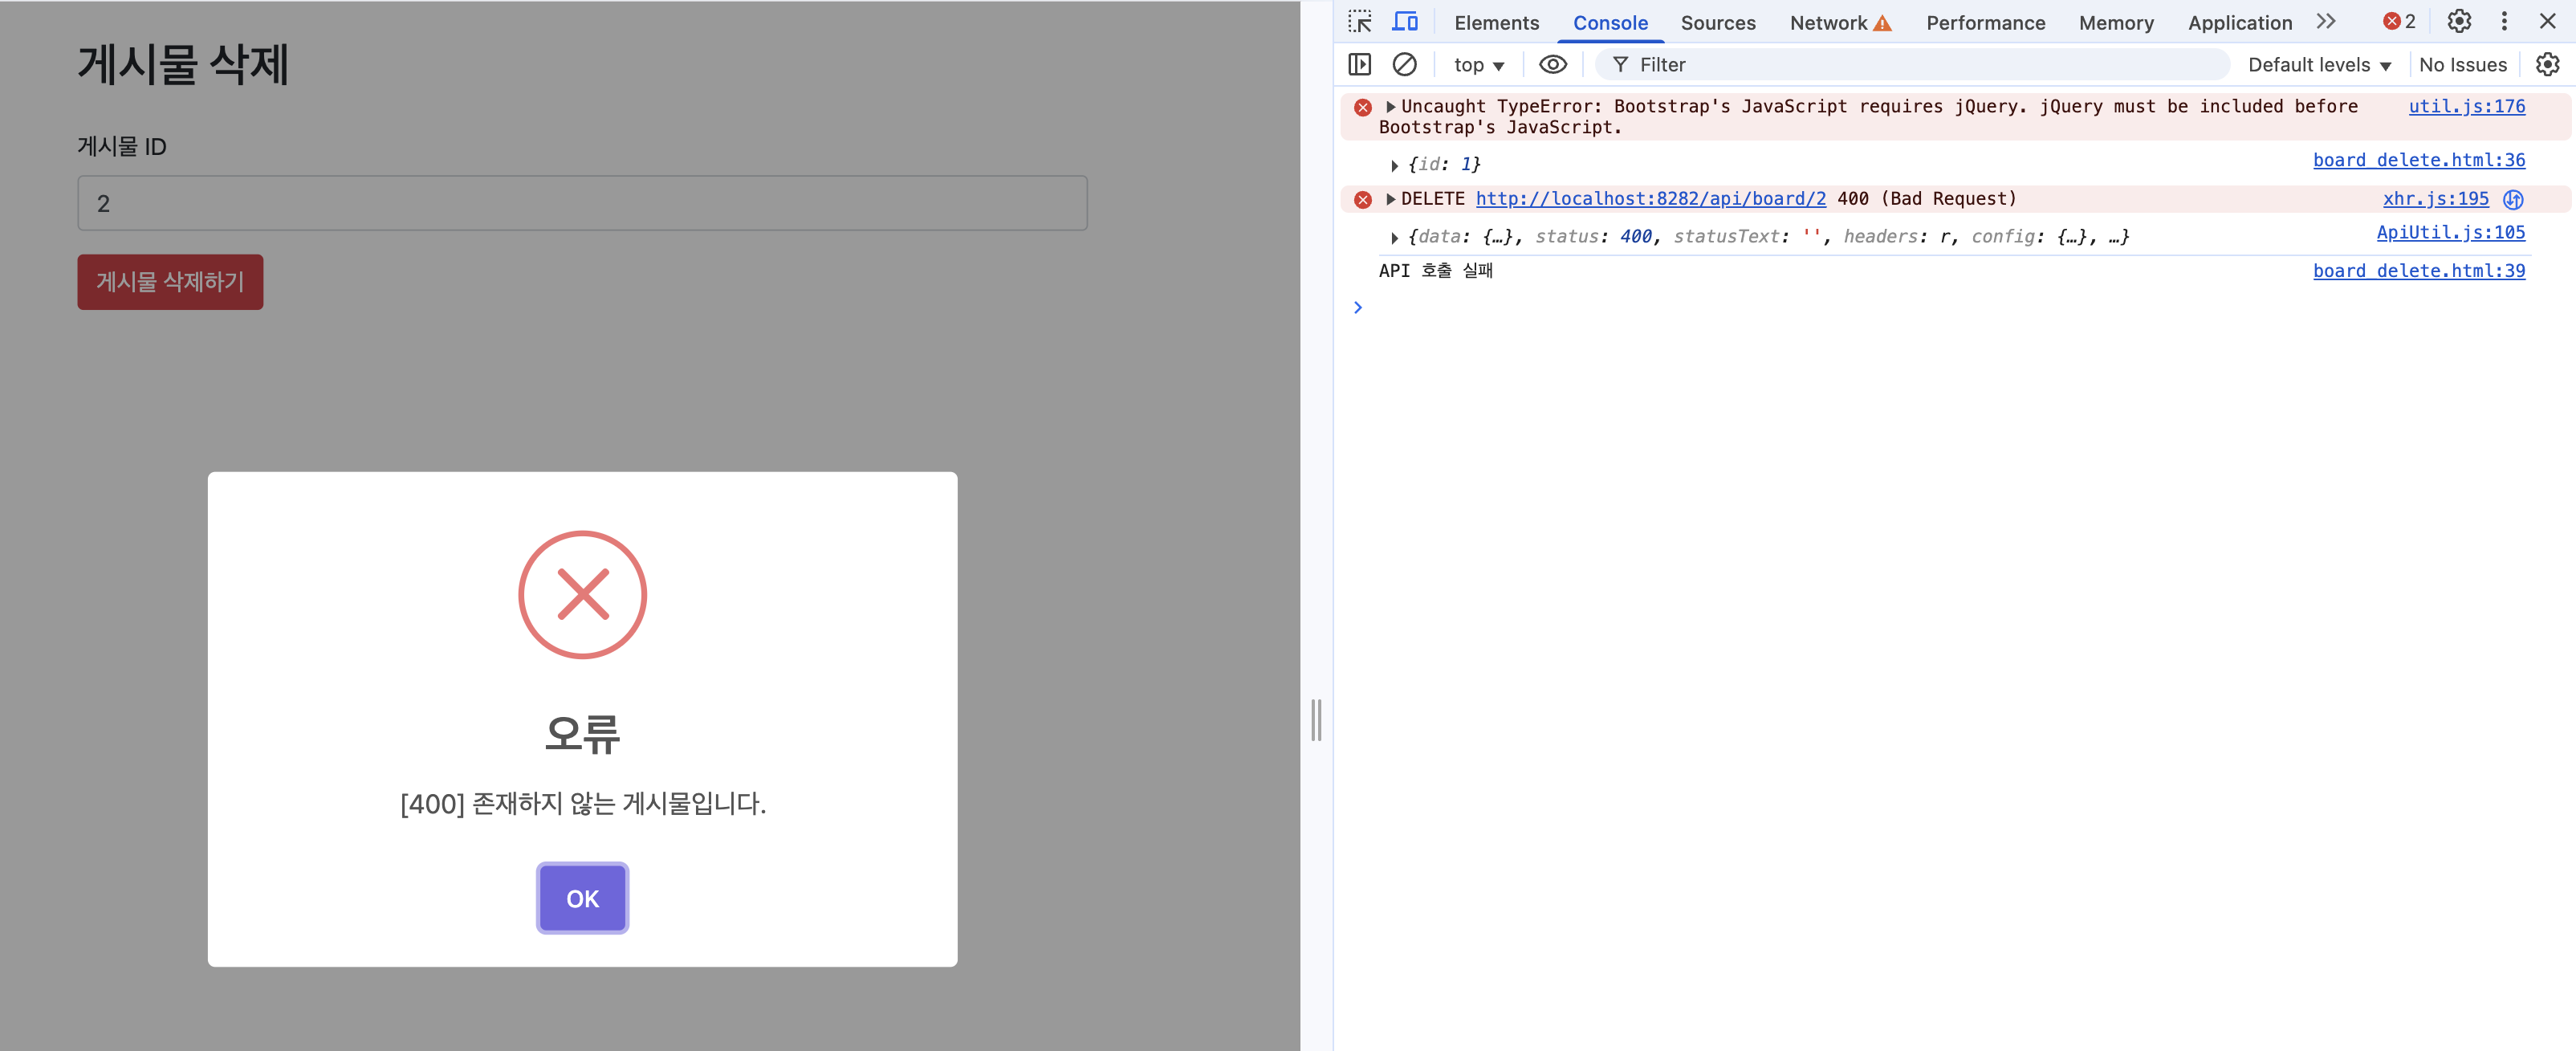 게시물 삭제
게시물 ID
2
게시물 삭제하기
오류
[400] 존재하지 않는 게시물입니다.
OK
Elements Console Sources Network Performance Memory Application 2
top Filter Default levels No Issues
Uncaught TypeError: Bootstrap's JavaScript requires jQuery. jQuery must be included before util.js:176
Bootstrap's JavaScript.
{id: 1} board_delete.html:36
DELETE http://localhost:8282/api/board/2 400 (Bad Request) xhr.js:195
{data: {…}, status: 400, statusText: '', headers: r, config: {…}, …} ApiUtil.js:105
API 호출 실패 board_delete.html:39